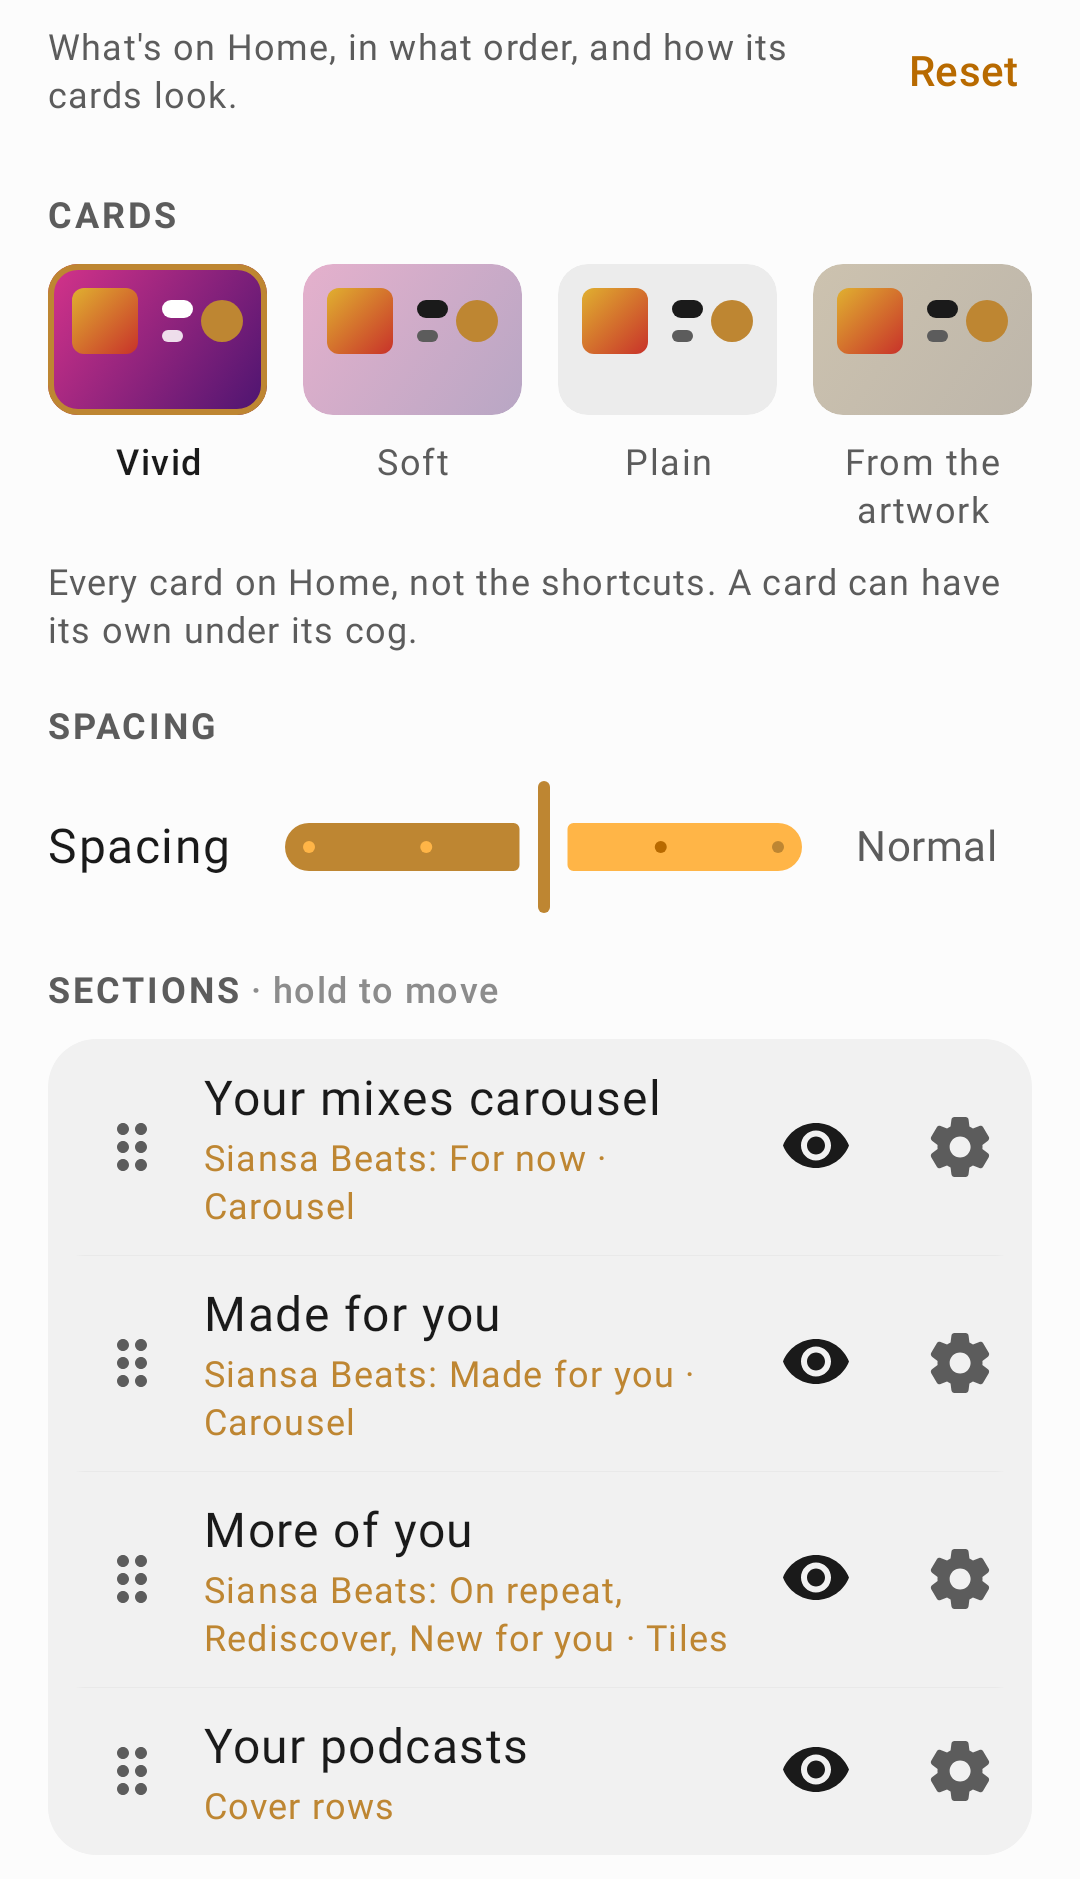 What's on Home, in what order, and how its
cards look.
Reset
CARDS
Vivid
Soft
Plain
From the
artwork
Every card on Home, not the shortcuts. A card can have
its own under its cog.
SPACING
Spacing
Normal
SECTIONS · hold to move
Your mixes carousel
Siansa Beats: For now ·
Carousel
Made for you
Siansa Beats: Made for you ·
Carousel
More of you
Siansa Beats: On repeat,
Rediscover, New for you · Tiles
Your podcasts
Cover rows